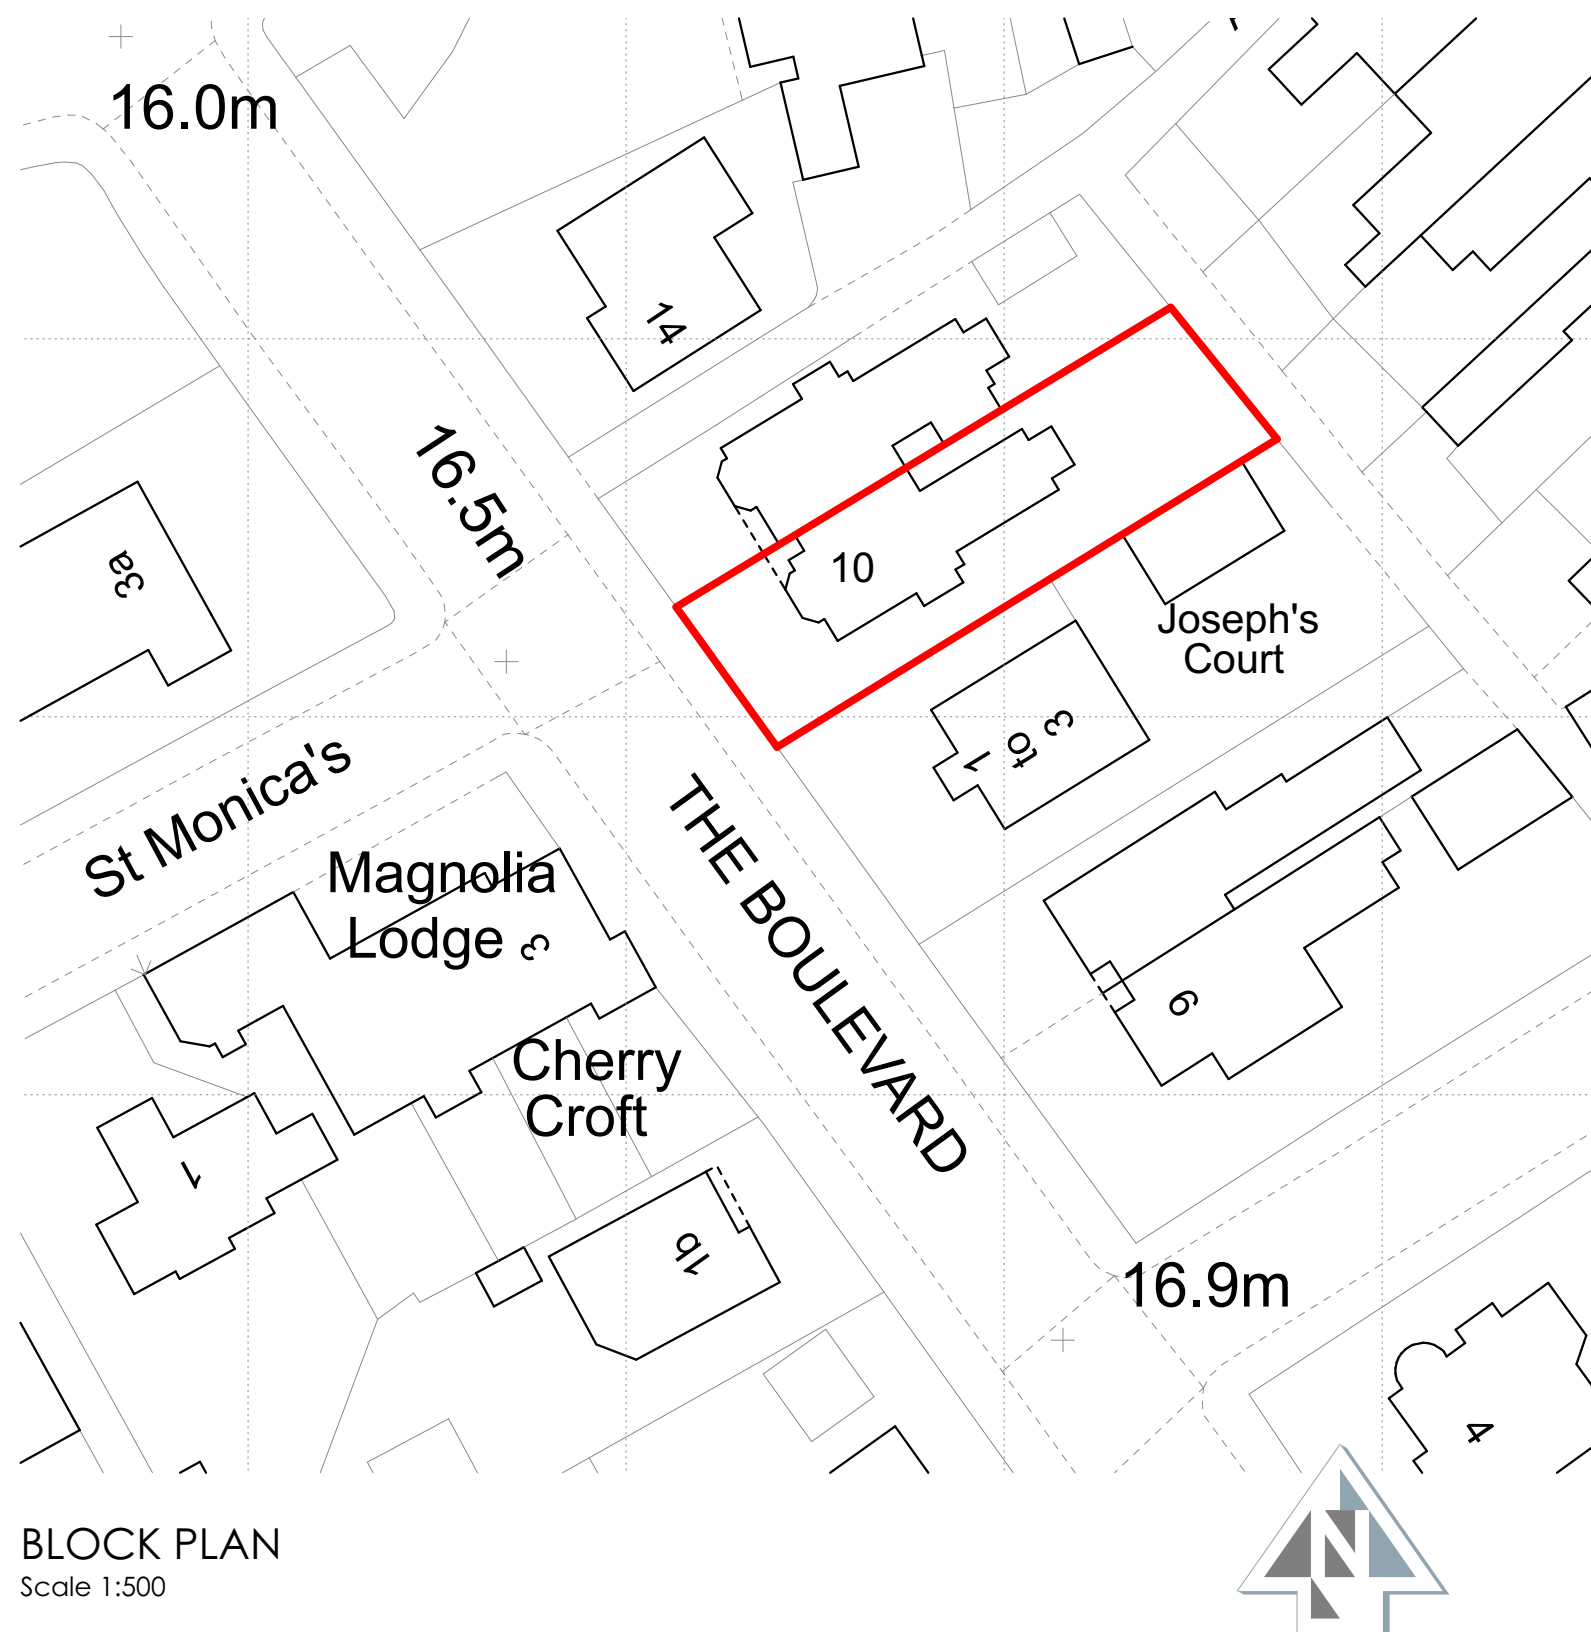 16.0m
14
16.5m
3a
10
Joseph's
Court
1 to 3
St Monica's
THE BOULEVARD
Magnolia
Lodge
3
9
Cherry
Croft
1
1b
16.9m
4
BLOCK PLAN
Scale 1:500
N